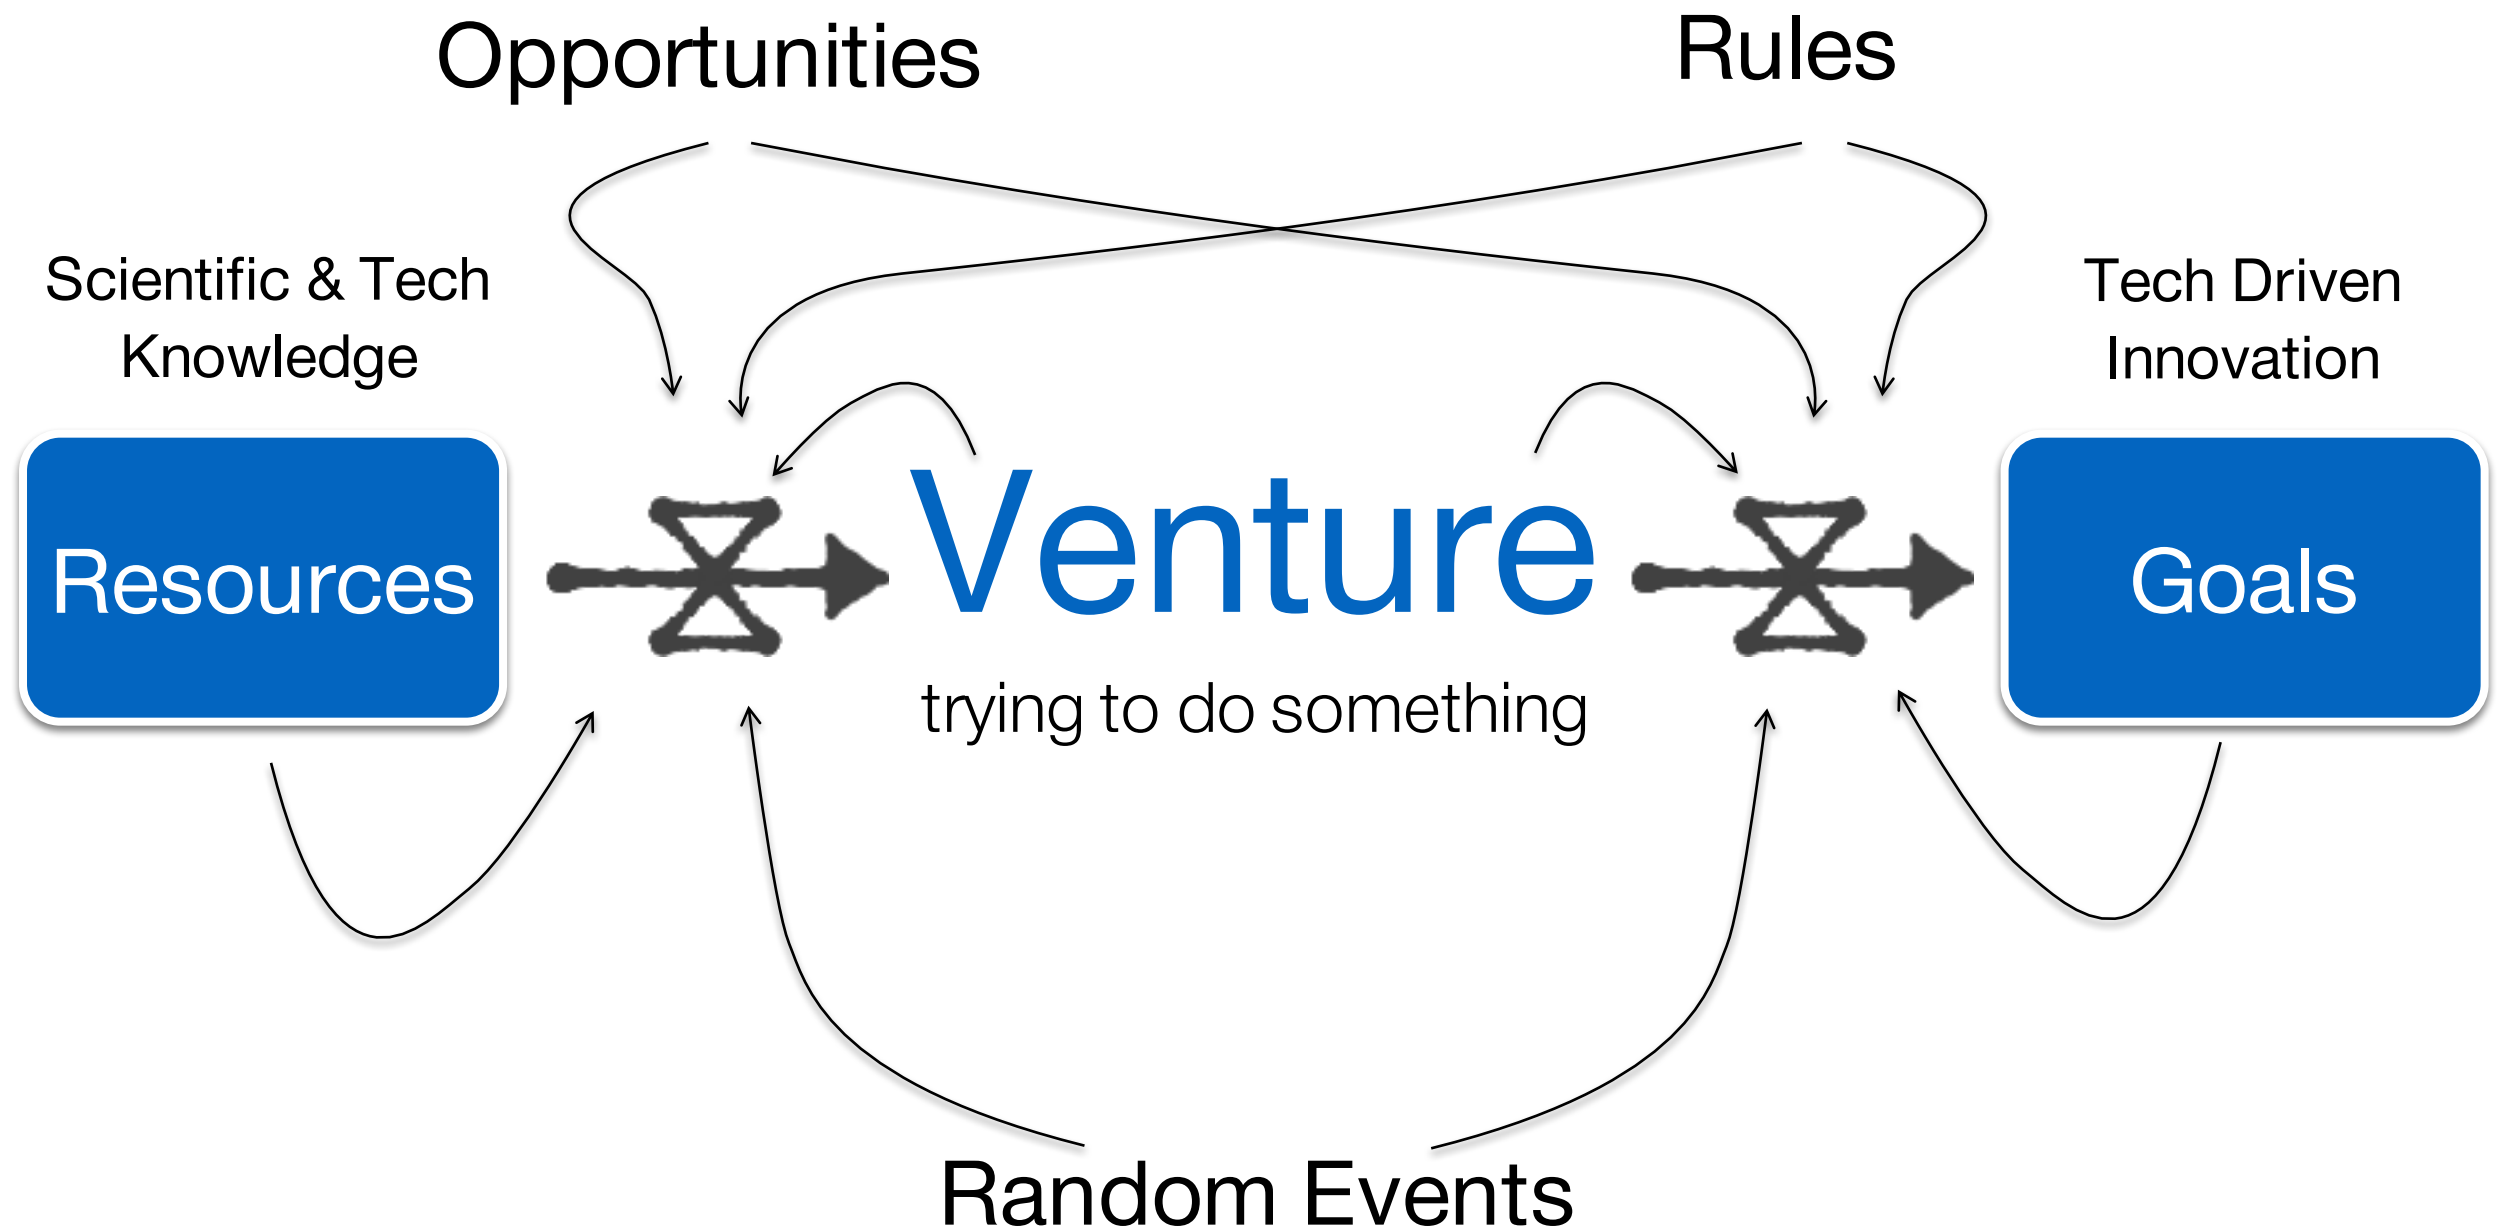 Opportunities
Rules
Scientific & Tech
Knowledge
Tech Driven
Innovation
Resources
Venture
Goals
trying to do something
Random Events